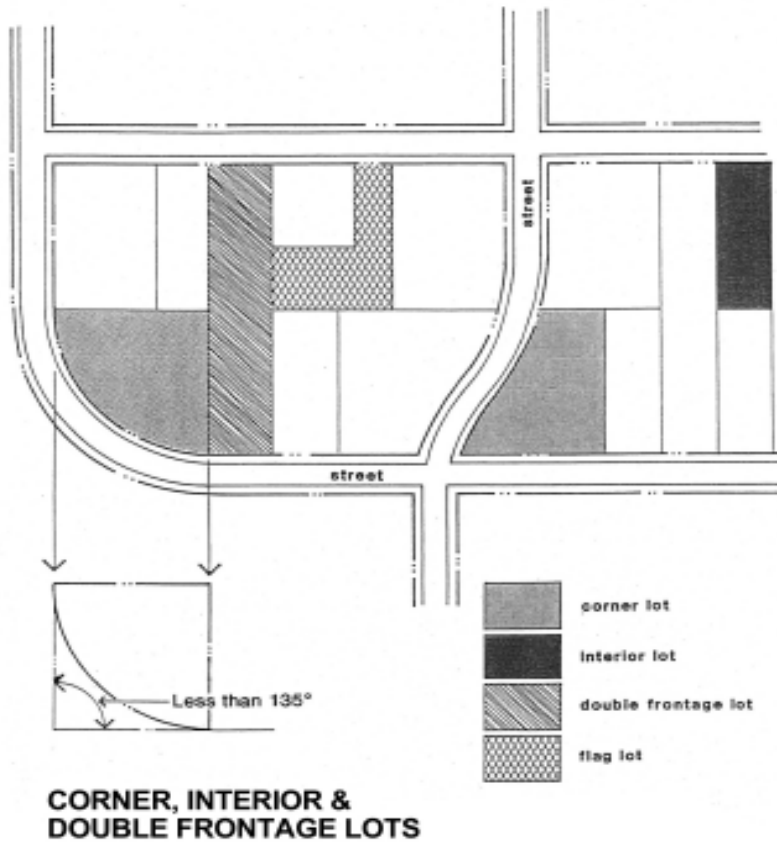 street
street
Less than 135°
corner lot
interior lot
double frontage lot
flag lot
CORNER, INTERIOR &
DOUBLE FRONTAGE LOTS